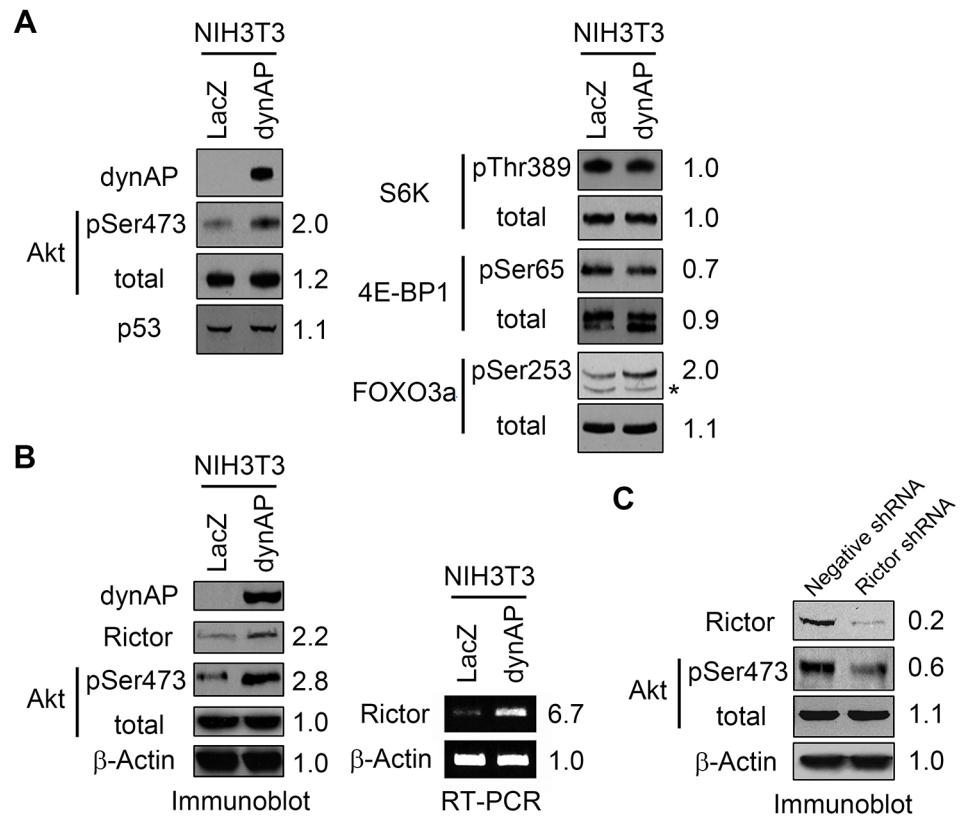 A
NIH3T3
LacZ
dynAP
dynAP
Akt
pSer473
2.0
total
1.2
p53
1.1
NIH3T3
LacZ
dynAP
S6K
pThr389
1.0
total
1.0
4E-BP1
pSer65
0.7
total
0.9
FOXO3a
pSer253
2.0
*
total
1.1
B
NIH3T3
LacZ
dynAP
dynAP
Rictor
2.2
Akt
pSer473
2.8
total
1.0
β-Actin
1.0
Immunoblot
NIH3T3
LacZ
dynAP
Rictor
6.7
β-Actin
1.0
RT-PCR
C
Negative shRNA
Rictor shRNA
Rictor
0.2
Akt
pSer473
0.6
total
1.1
β-Actin
1.0
Immunoblot